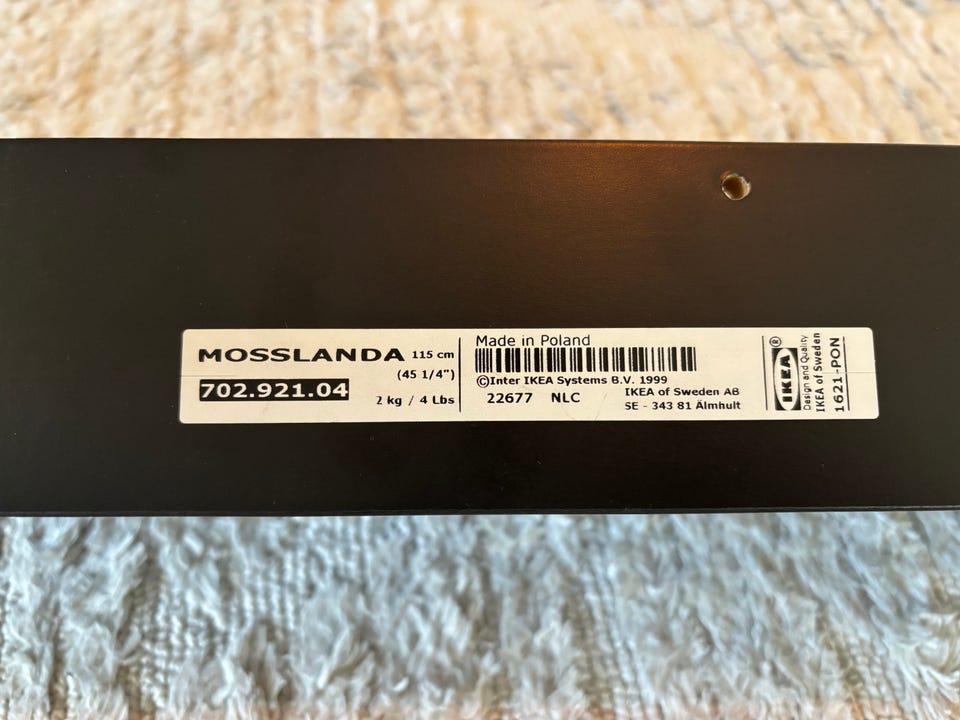 MOSSLANDA 115 cm
(45 1/4")
702.921.04
2 kg / 4 Lbs
Made in Poland
©Inter IKEA Systems B.V. 1999
22677 NLC
IKEA of Sweden AB
SE - 343 81 Älmhult
IKEA®
Design and Quality
IKEA of Sweden
1621-PON